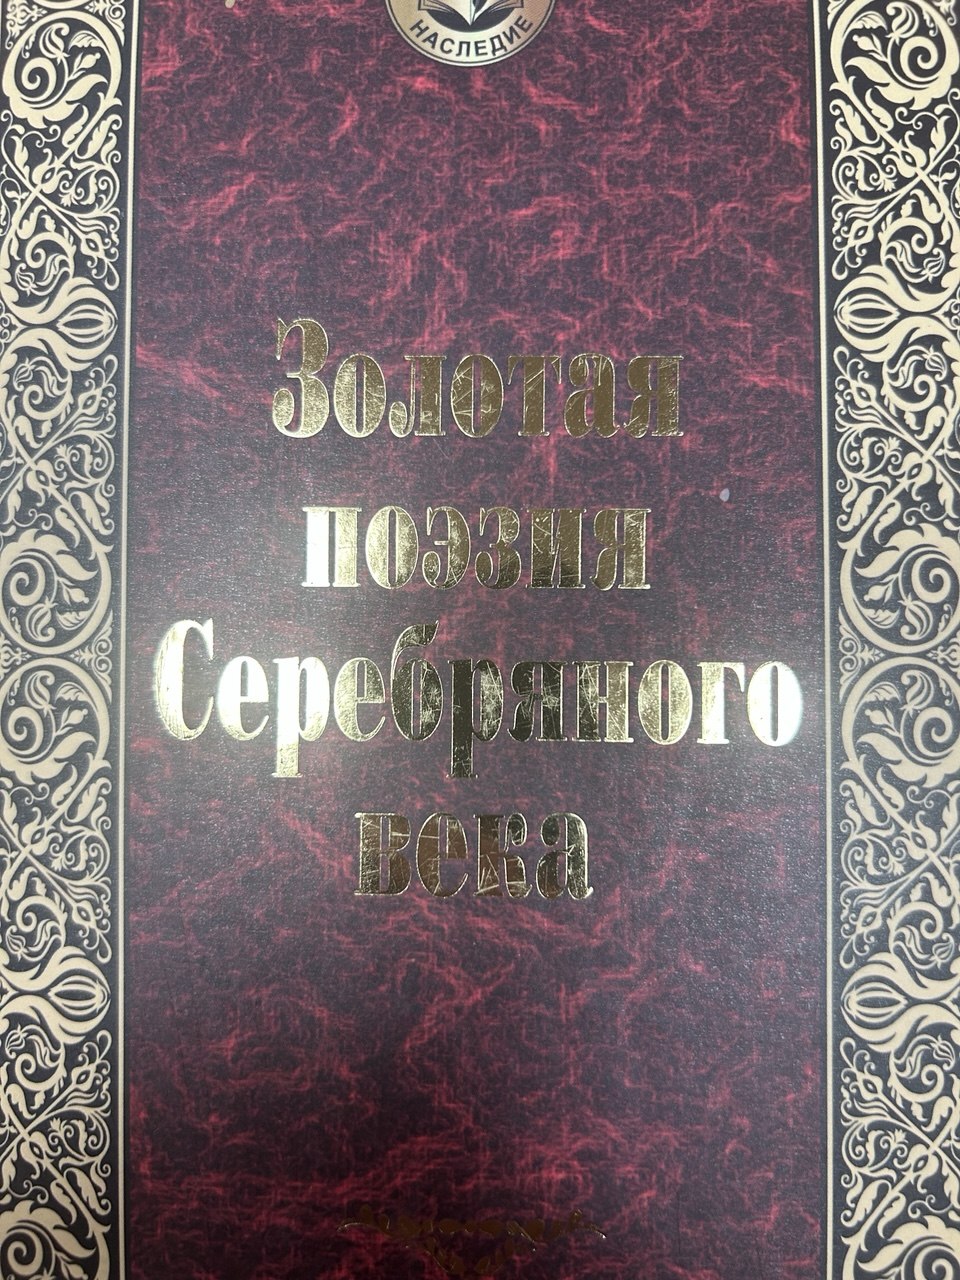 НАСЛЕДИЕ
Золотая
поэзия
Серебряного
века